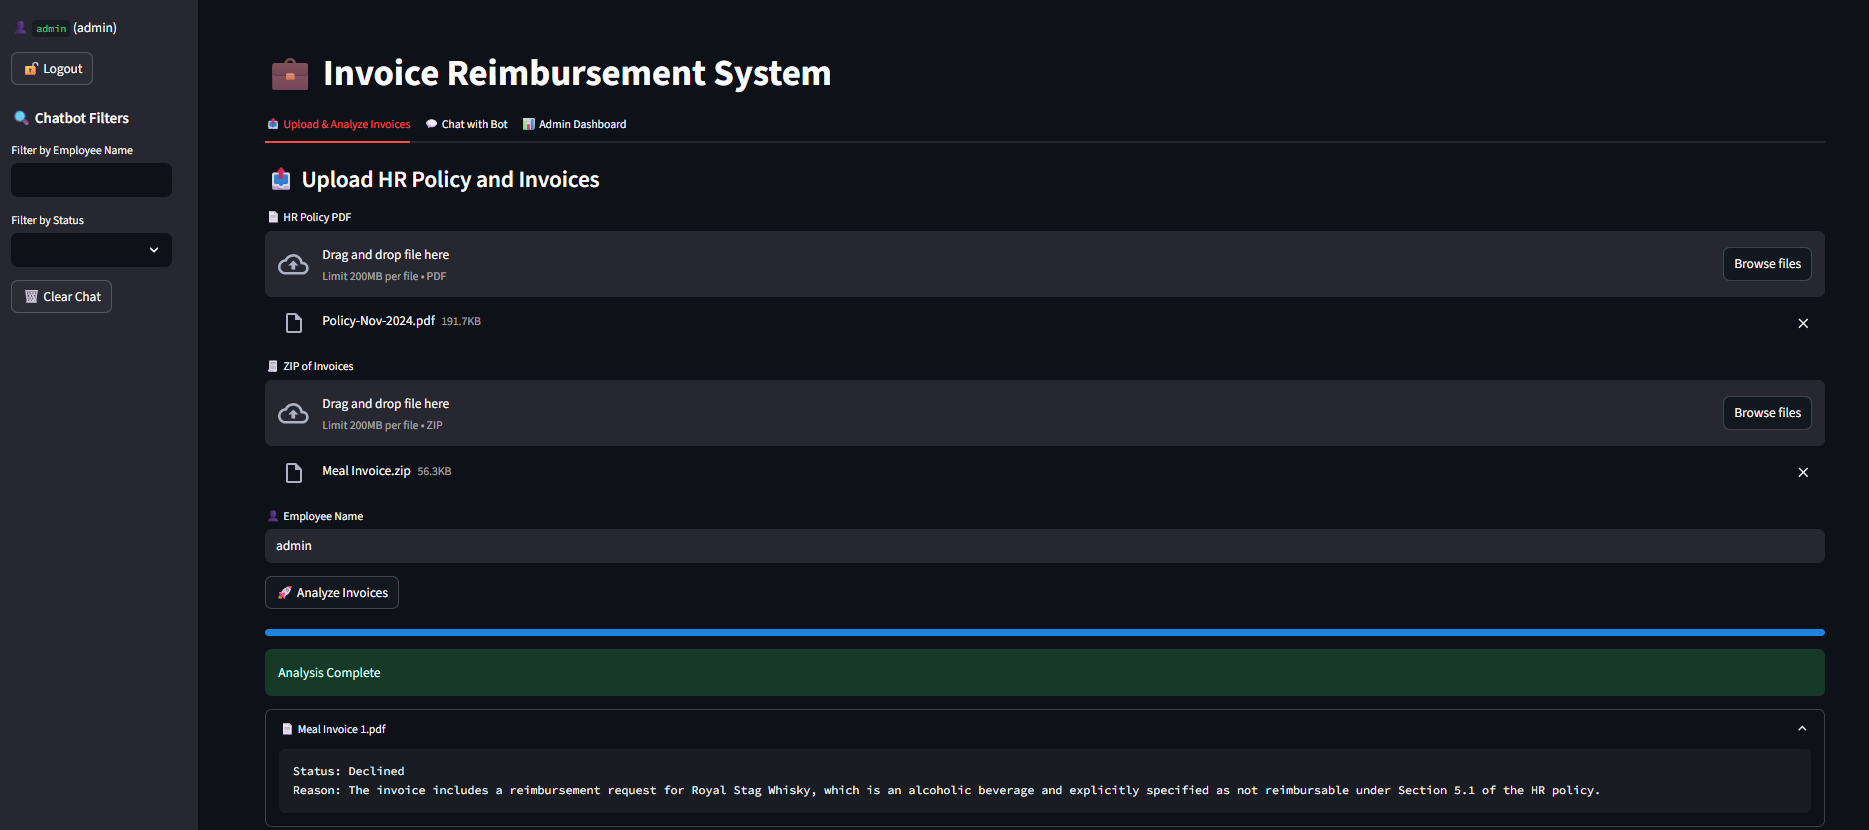 admin (admin)
Logout
Chatbot Filters
Filter by Employee Name
Filter by Status
Clear Chat
Invoice Reimbursement System
Upload & Analyze Invoices Chat with Bot Admin Dashboard
Upload HR Policy and Invoices
HR Policy PDF
Drag and drop file here
Limit 200MB per file • PDF
Browse files
Policy-Nov-2024.pdf 191.7KB
ZIP of Invoices
Drag and drop file here
Limit 200MB per file • ZIP
Browse files
Meal Invoice.zip 56.3KB
Employee Name
admin
Analyze Invoices
Analysis Complete
Meal Invoice 1.pdf
Status: Declined
Reason: The invoice includes a reimbursement request for Royal Stag Whisky, which is an alcoholic beverage and explicitly specified as not reimbursable under Section 5.1 of the HR policy.